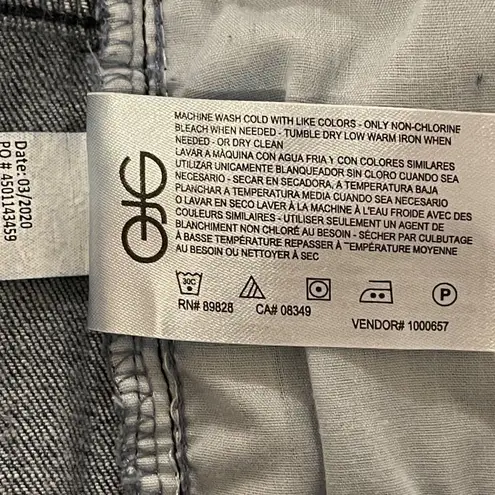 Date: 03/2020
PO # 4501143459
MACHINE WASH COLD WITH LIKE COLORS - ONLY NON-CHLORINE
BLEACH WHEN NEEDED - TUMBLE DRY LOW WARM IRON WHEN
NEEDED - OR DRY CLEAN
LAVAR A MÁQUINA CON AGUA FRIA Y CON COLORES SIMILARES
UTILIZAR UNICAMENTE BLANQUEADOR SIN CLORO CUANDO SEA
NECESARIO - SECAR EN SECADORA, A TEMPERATURA BAJA
PLANCHAR A TEMPERATURA MEDIA CUANDO SEA NECESARIO
O LAVAR EN SECO LAVER À LA MACHINE À L'EAU FROIDE AVEC DES
COULEURS SIMILAIRES - UTILISER SEULEMENT UN AGENT DE
BLANCHIMENT NON CHLORÉ AU BESOIN - SÉCHER PAR CULBUTAGE
À BASSE TEMPÉRATURE REPASSER À TEMPÉRATURE MOYENNE
AU BESOIN OU NETTOYER À SEC
30C
P
RN# 89828 CA# 08349
VENDOR# 1000657